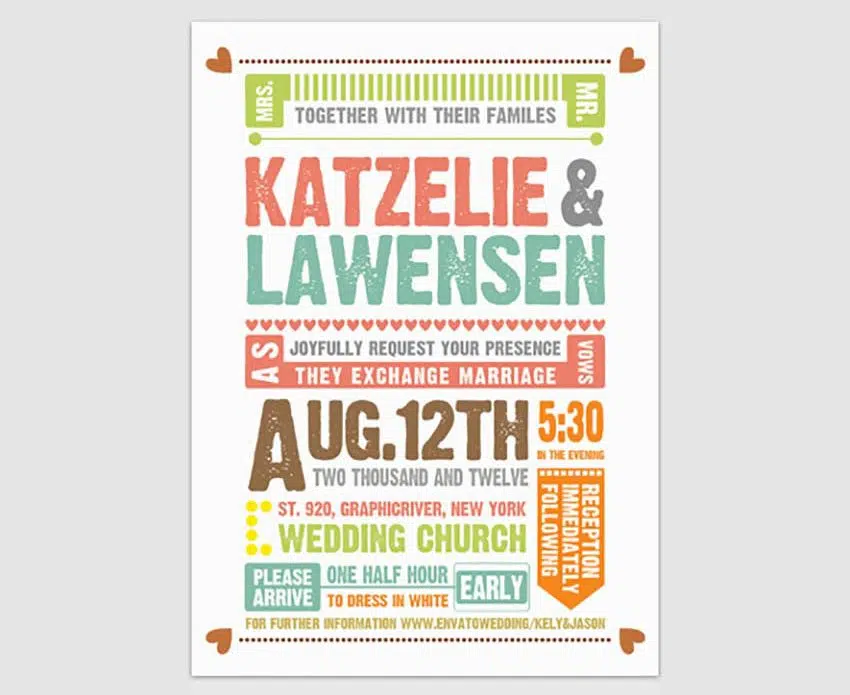 MRS.
MR.
TOGETHER WITH THEIR FAMILES
KATZELIE &
LAWENSEN
AS
JOYFULLY REQUEST YOUR PRESENCE
THEY EXCHANGE MARRIAGE
VOWS
AUG.12TH
TWO THOUSAND AND TWELVE
5:30
IN THE EVENING
RECEPTION
IMMEDIATELY
FOLLOWING
ST. 920, GRAPHICRIVER, NEW YORK
WEDDING CHURCH
PLEASE
ARRIVE
ONE HALF HOUR
TO DRESS IN WHITE
EARLY
FOR FURTHER INFORMATION WWW.ENVATOWEDDING/KELY&JASON